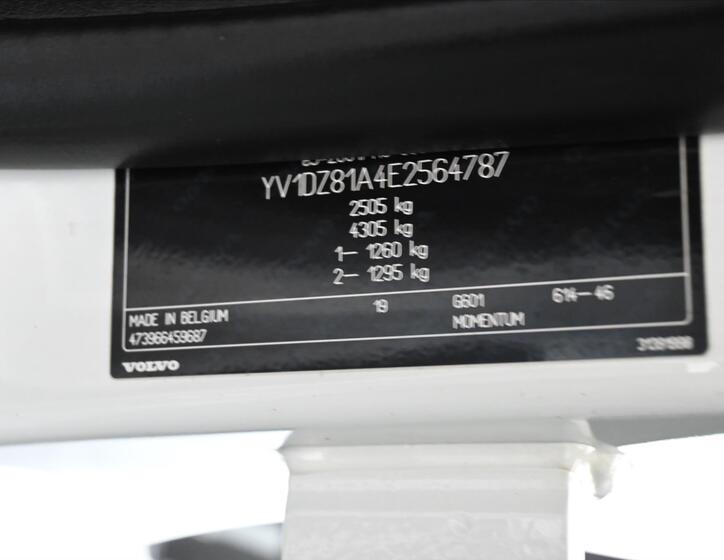 YV1DZ81A4E2564787
2505 kg
4305 kg
1- 1260 kg
2- 1295 kg
MADE IN BELGIUM 19 G601 614-46
473966459687 MOMENTUM
VOLVO